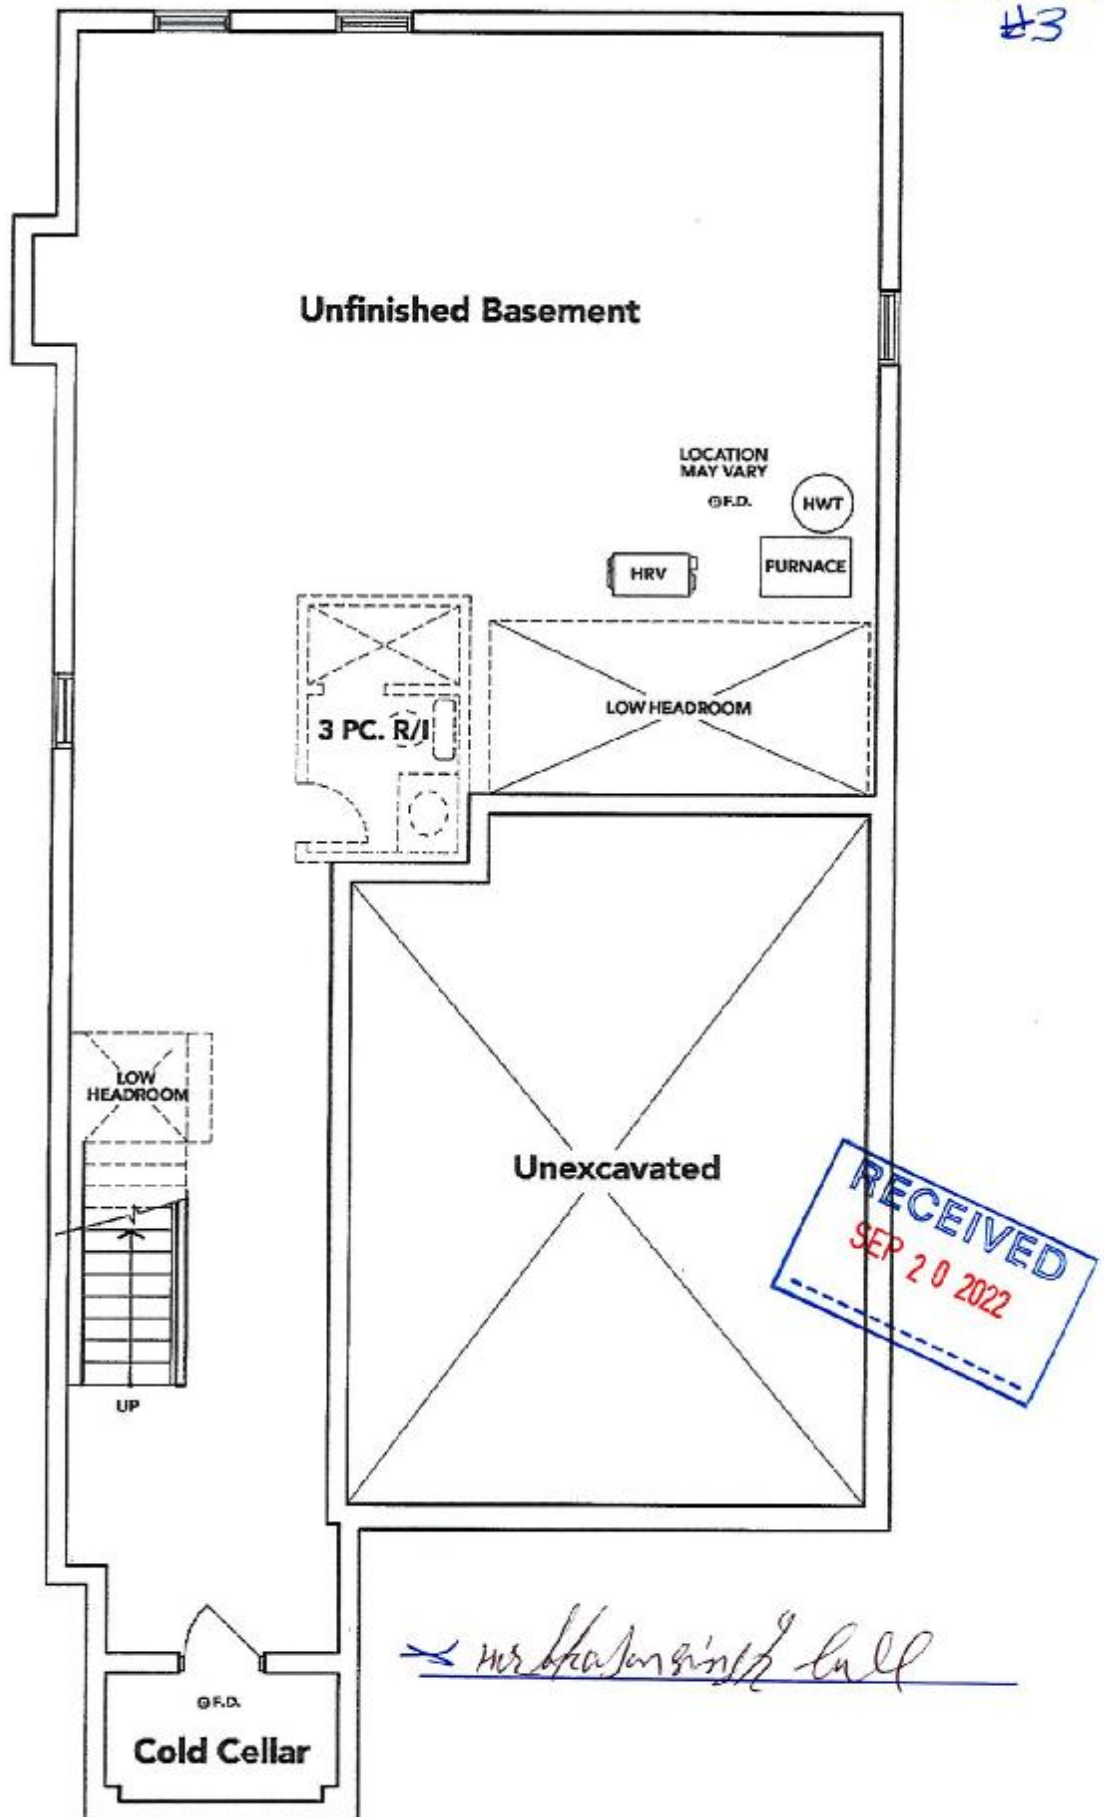 #3
Unfinished Basement
LOCATION
MAY VARY
F.D.
HWT
HRV
FURNACE
3 PC. R/I
LOW HEADROOM
LOW
HEADROOM
Unexcavated
RECEIVED
SEP 20 2022
UP
F.D.
Cold Cellar